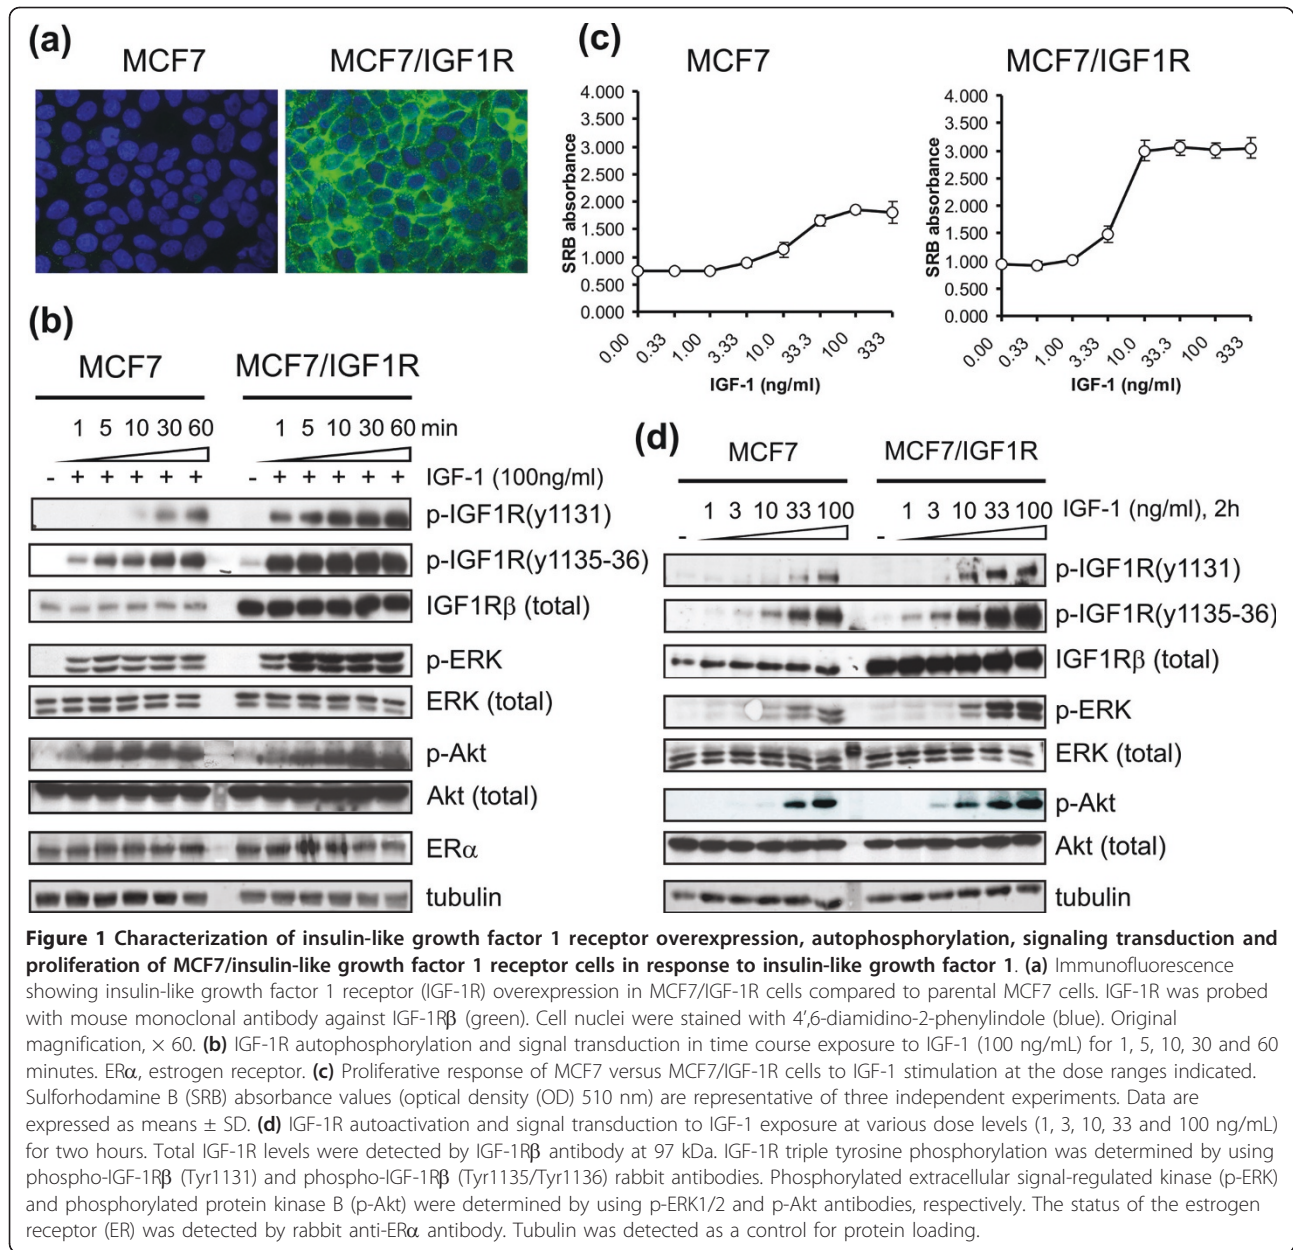 (a)
MCF7 MCF7/IGF1R
(b)
MCF7 MCF7/IGF1R
1 5 10 30 60 1 5 10 30 60 min
- + + + + + - + + + + + IGF-1 (100ng/ml)
p-IGF1R(y1131)
p-IGF1R(y1135-36)
IGF1Rβ (total)
p-ERK
ERK (total)
p-Akt
Akt (total)
ERα
tubulin
(c)
MCF7
SRB absorbance
4.000
3.500
3.000
2.500
2.000
1.500
1.000
0.500
0.000
0.00 0.33 1.00 3.33 10.0 33.3 100 333
IGF-1 (ng/ml)
MCF7/IGF1R
SRB absorbance
4.000
3.500
3.000
2.500
2.000
1.500
1.000
0.500
0.000
0.00 0.33 1.00 3.33 10.0 33.3 100 333
IGF-1 (ng/ml)
(d)
MCF7 MCF7/IGF1R
- 1 3 10 33 100 - 1 3 10 33 100 IGF-1 (ng/ml), 2h
p-IGF1R(y1131)
p-IGF1R(y1135-36)
IGF1Rβ (total)
p-ERK
ERK (total)
p-Akt
Akt (total)
tubulin
Figure 1 Characterization of insulin-like growth factor 1 receptor overexpression, autophosphorylation, signaling transduction and
proliferation of MCF7/insulin-like growth factor 1 receptor cells in response to insulin-like growth factor 1. (a) Immunofluorescence
showing insulin-like growth factor 1 receptor (IGF-1R) overexpression in MCF7/IGF-1R cells compared to parental MCF7 cells. IGF-1R was probed
with mouse monoclonal antibody against IGF-1Rβ (green). Cell nuclei were stained with 4′,6-diamidino-2-phenylindole (blue). Original
magnification, × 60. (b) IGF-1R autophosphorylation and signal transduction in time course exposure to IGF-1 (100 ng/mL) for 1, 5, 10, 30 and 60
minutes. ERα, estrogen receptor. (c) Proliferative response of MCF7 versus MCF7/IGF-1R cells to IGF-1 stimulation at the dose ranges indicated.
Sulforhodamine B (SRB) absorbance values (optical density (OD) 510 nm) are representative of three independent experiments. Data are
expressed as means ± SD. (d) IGF-1R autoactivation and signal transduction to IGF-1 exposure at various dose levels (1, 3, 10, 33 and 100 ng/mL)
for two hours. Total IGF-1R levels were detected by IGF-1Rβ antibody at 97 kDa. IGF-1R triple tyrosine phosphorylation was determined by using
phospho-IGF-1Rβ (Tyr1131) and phospho-IGF-1Rβ (Tyr1135/Tyr1136) rabbit antibodies. Phosphorylated extracellular signal-regulated kinase (p-ERK)
and phosphorylated protein kinase B (p-Akt) were determined by using p-ERK1/2 and p-Akt antibodies, respectively. The status of the estrogen
receptor (ER) was detected by rabbit anti-ERα antibody. Tubulin was detected as a control for protein loading.